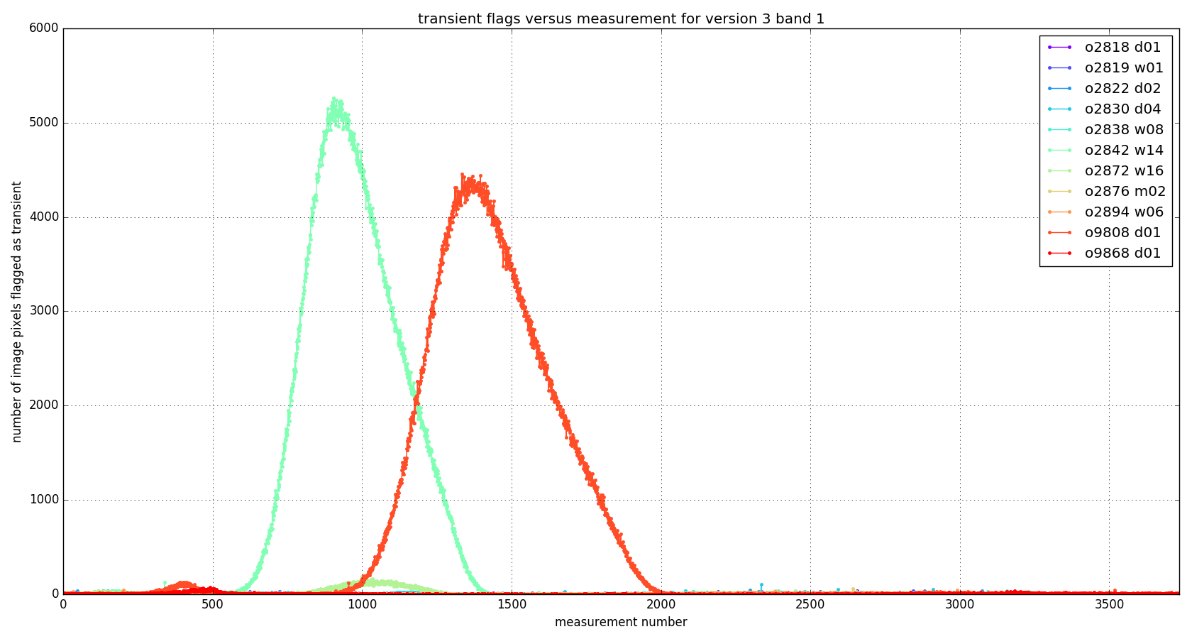 transient flags versus measurement for version 3 band 1
6000
5000
4000
3000
2000
1000
0
number of image pixels flagged as transient
o2818 d01
o2819 w01
o2822 d02
o2830 d04
o2838 w08
o2842 w14
o2872 w16
o2876 m02
o2894 w06
o9808 d01
o9868 d01
0 500 1000 1500 2000 2500 3000 3500
measurement number